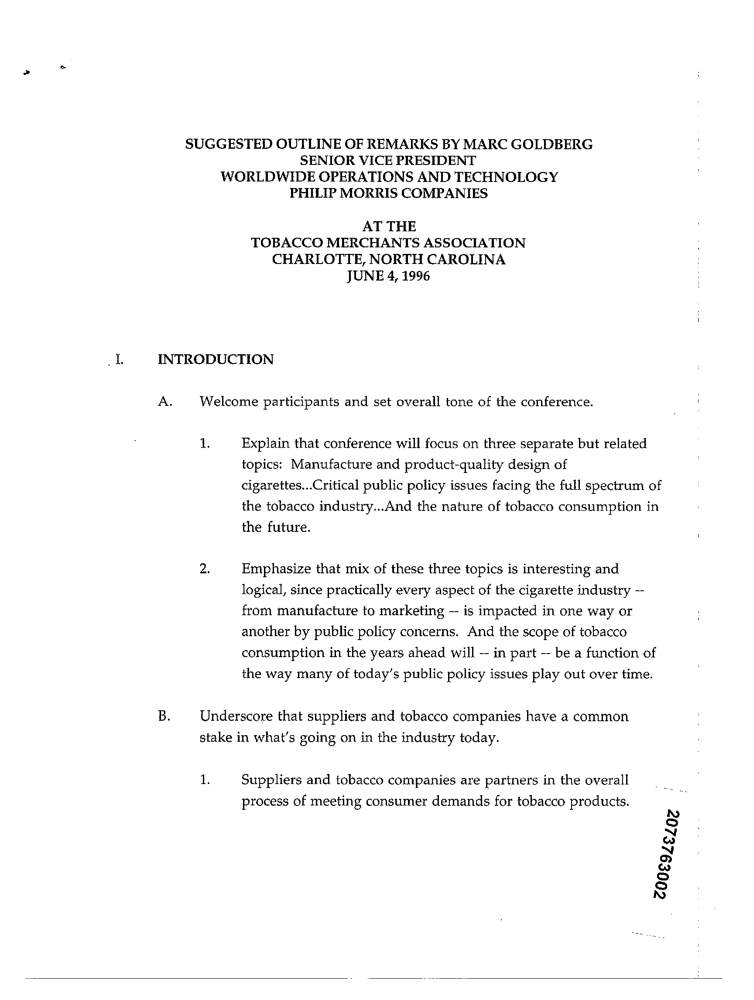 SUGGESTED OUTLINE OF REMARKS BY MARC GOLDBERG
SENIOR VICE PRESIDENT
WORLDWIDE OPERATIONS AND TECHNOLOGY
PHILIP MORRIS COMPANIES
AT THE
TOBACCO MERCHANTS ASSOCIATION
CHARLOTTE, NORTH CAROLINA
JUNE 4, 1996
I. INTRODUCTION
A. Welcome participants and set overall tone of the conference.
1. Explain that conference will focus on three separate but related
topics: Manufacture and product-quality design of
cigarettes...Critical public policy issues facing the full spectrum of
the tobacco industry...And the nature of tobacco consumption in
the future.
2. Emphasize that mix of these three topics is interesting and
logical, since practically every aspect of the cigarette industry --
from manufacture to marketing -- is impacted in one way or
another by public policy concerns. And the scope of tobacco
consumption in the years ahead will -- in part -- be a function of
the way many of today's public policy issues play out over time.
B. Underscore that suppliers and tobacco companies have a common
stake in what's going on in the industry today.
1. Suppliers and tobacco companies are partners in the overall
process of meeting consumer demands for tobacco products.
2073763002